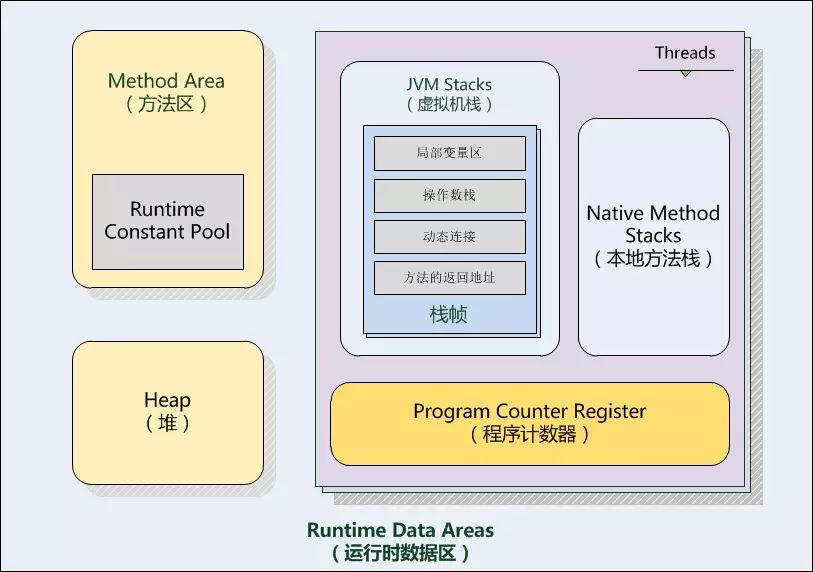 Method Area
（方法区）
Runtime
Constant Pool
Heap
（堆）
Threads
JVM Stacks
（虚拟机栈）
局部变量区
操作数栈
动态连接
方法的返回地址
栈帧
Native Method
Stacks
（本地方法栈）
Program Counter Register
（程序计数器）
Runtime Data Areas
（运行时数据区）